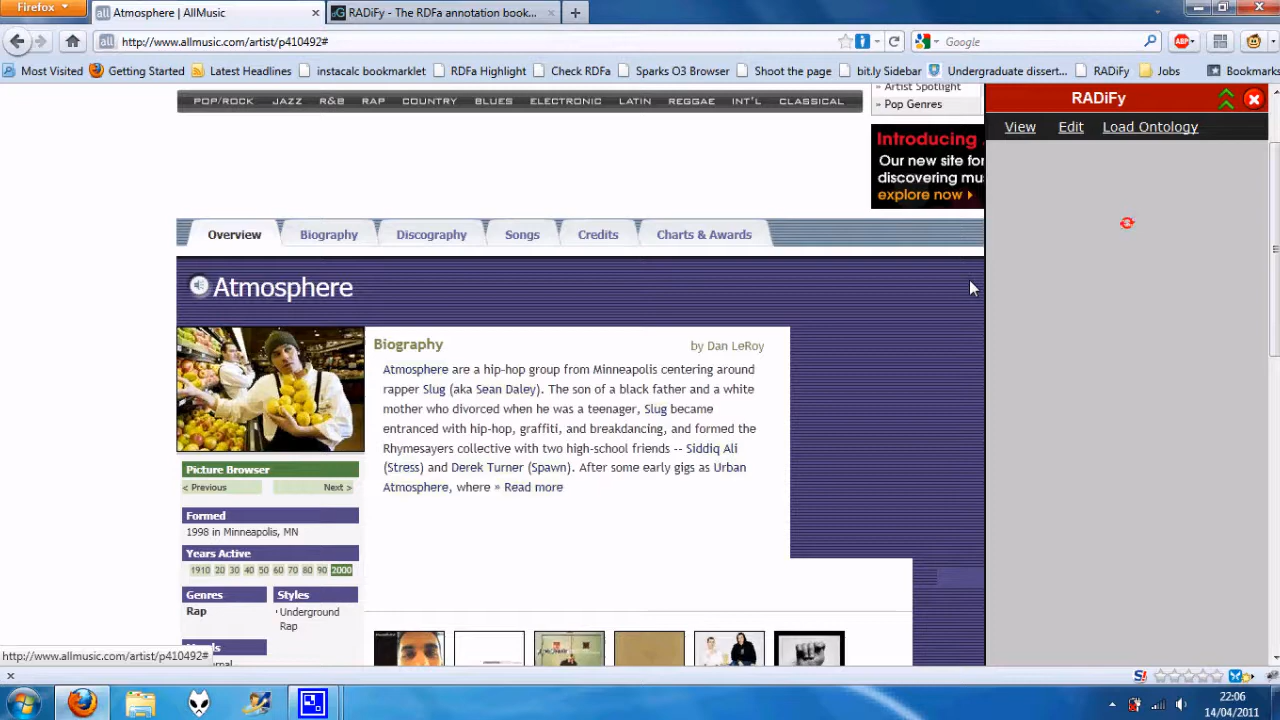 Firefox
Atmosphere | AllMusic
RADiFy - The RDFa annotation book...
http://www.allmusic.com/artist/p410492#
Google
Most Visited
Getting Started
Latest Headlines
instacalc bookmarklet
RDFa Highlight
Check RDFa
Sparks O3 Browser
Shoot the page
bit.ly Sidebar
Undergraduate dissert...
RADiFy
Jobs
Bookmarks
POP/ROCK JAZZ R&B RAP COUNTRY BLUES ELECTRONIC LATIN REGGAE INT'L CLASSICAL
» Artist Spotlight
» Pop Genres
Introducing
Our new site for
discovering mu
explore now
RADiFy
View Edit Load Ontology
Overview Biography Discography Songs Credits Charts & Awards
Atmosphere
Biography
by Dan LeRoy
Atmosphere are a hip-hop group from Minneapolis centering around
rapper Slug (aka Sean Daley). The son of a black father and a white
mother who divorced when he was a teenager, Slug became
entranced with hip-hop, graffiti, and breakdancing, and formed the
Rhymesayers collective with two high-school friends -- Siddiq Ali
(Stress) and Derek Turner (Spawn). After some early gigs as Urban
Atmosphere, where » Read more
Picture Browser
< Previous Next >
Formed
1998 in Minneapolis, MN
Years Active
1910 20 30 40 50 60 70 80 90 2000
Genres
Rap
Styles
Underground
Rap
http://www.allmusic.com/artist/p410492#
22:06
14/04/2011